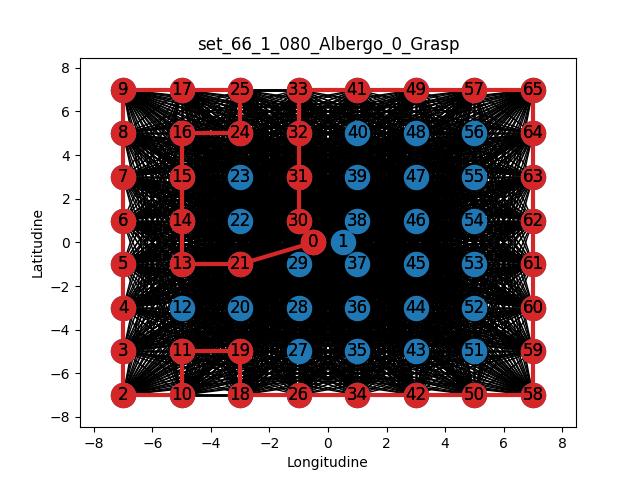 set_66_1_080_Albergo_0_Grasp
8
6
4
2
0
−2
−4
−6
−8
Latitudine
9 17 25 33 41 49 57 65
8 16 24 32 40 48 56 64
7 15 23 31 39 47 55 63
6 14 22 30 38 46 54 62
0 1
5 13 21 29 37 45 53 61
4 12 20 28 36 44 52 60
3 11 19 27 35 43 51 59
2 10 18 26 34 42 50 58
−8 −6 −4 −2 0 2 4 6 8
Longitudine